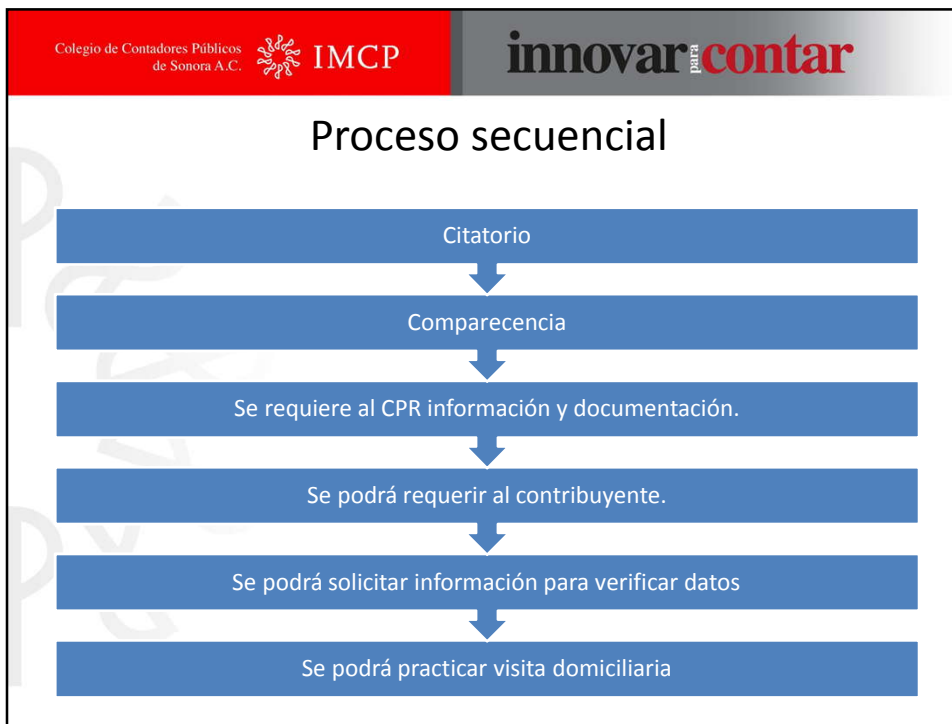 Colegio de Contadores Públicos
de Sonora A.C.
IMCP
innovar para contar
Proceso secuencial
Citatorio
Comparecencia
Se requiere al CPR información y documentación.
Se podrá requerir al contribuyente.
Se podrá solicitar información para verificar datos
Se podrá practicar visita domiciliaria